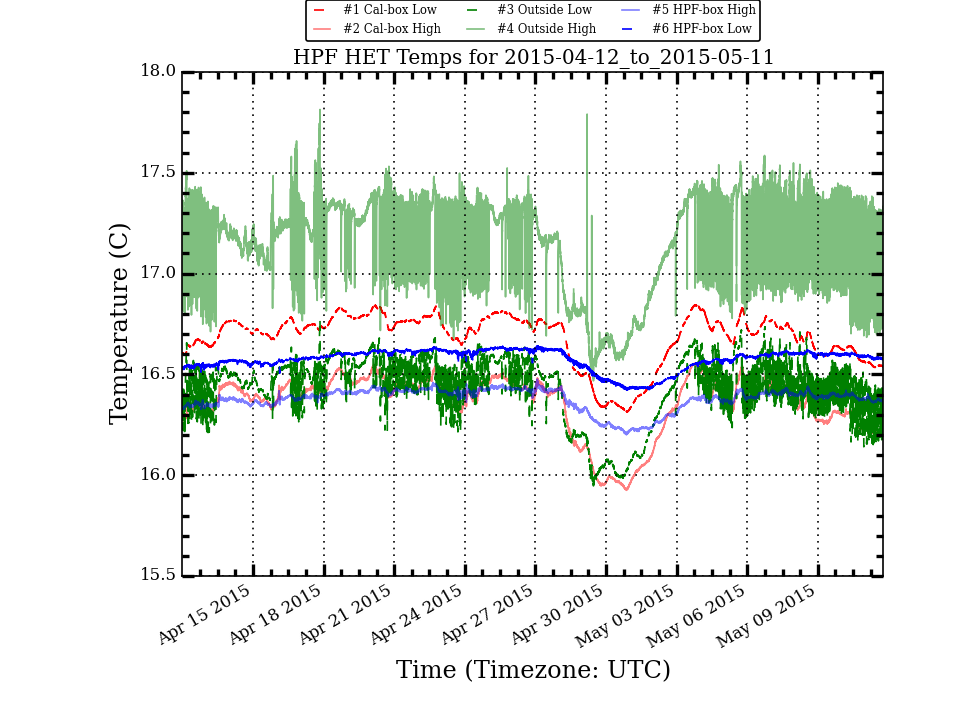 #1 Cal-box Low #3 Outside Low #5 HPF-box High
#2 Cal-box High #4 Outside High #6 HPF-box Low
HPF HET Temps for 2015-04-12_to_2015-05-11
18.0
17.5
17.0
16.5
16.0
15.5
Temperature (C)
Apr 15 2015 Apr 18 2015 Apr 21 2015 Apr 24 2015 Apr 27 2015 Apr 30 2015 May 03 2015 May 06 2015 May 09 2015
Time (Timezone: UTC)